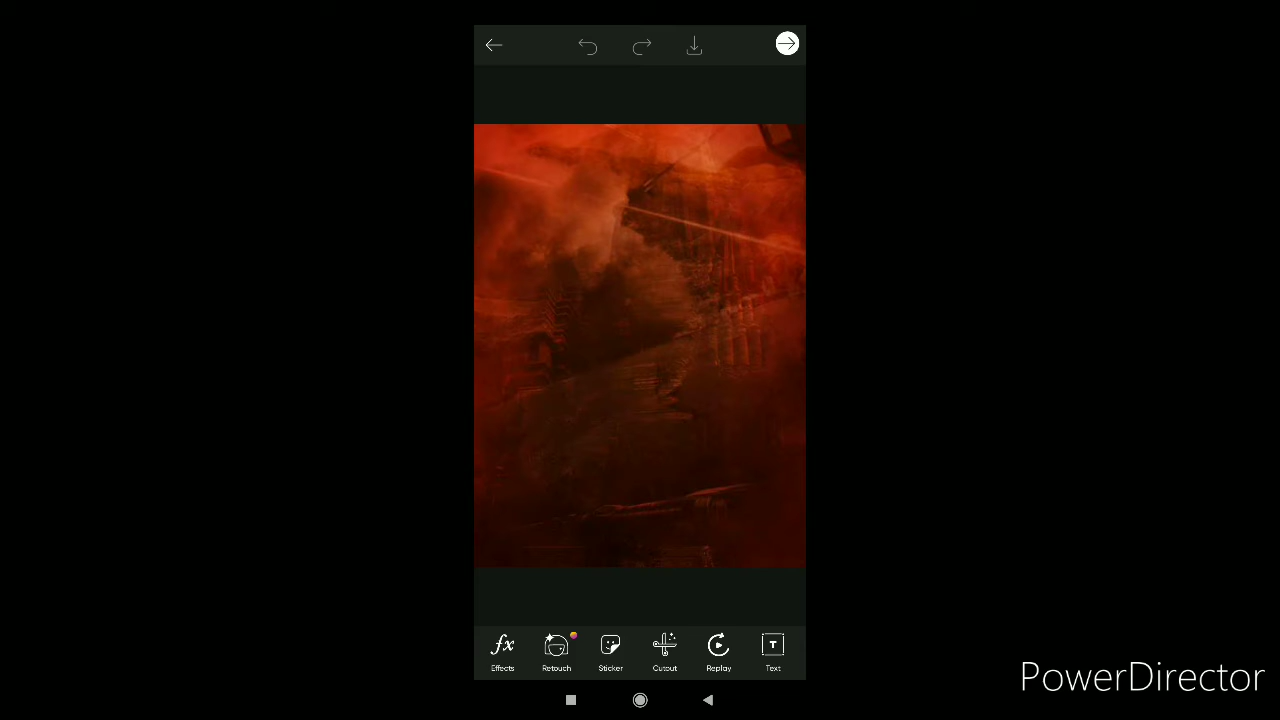 Effects
Retouch
Sticker
Cutout
Replay
T
Text
PowerDirector